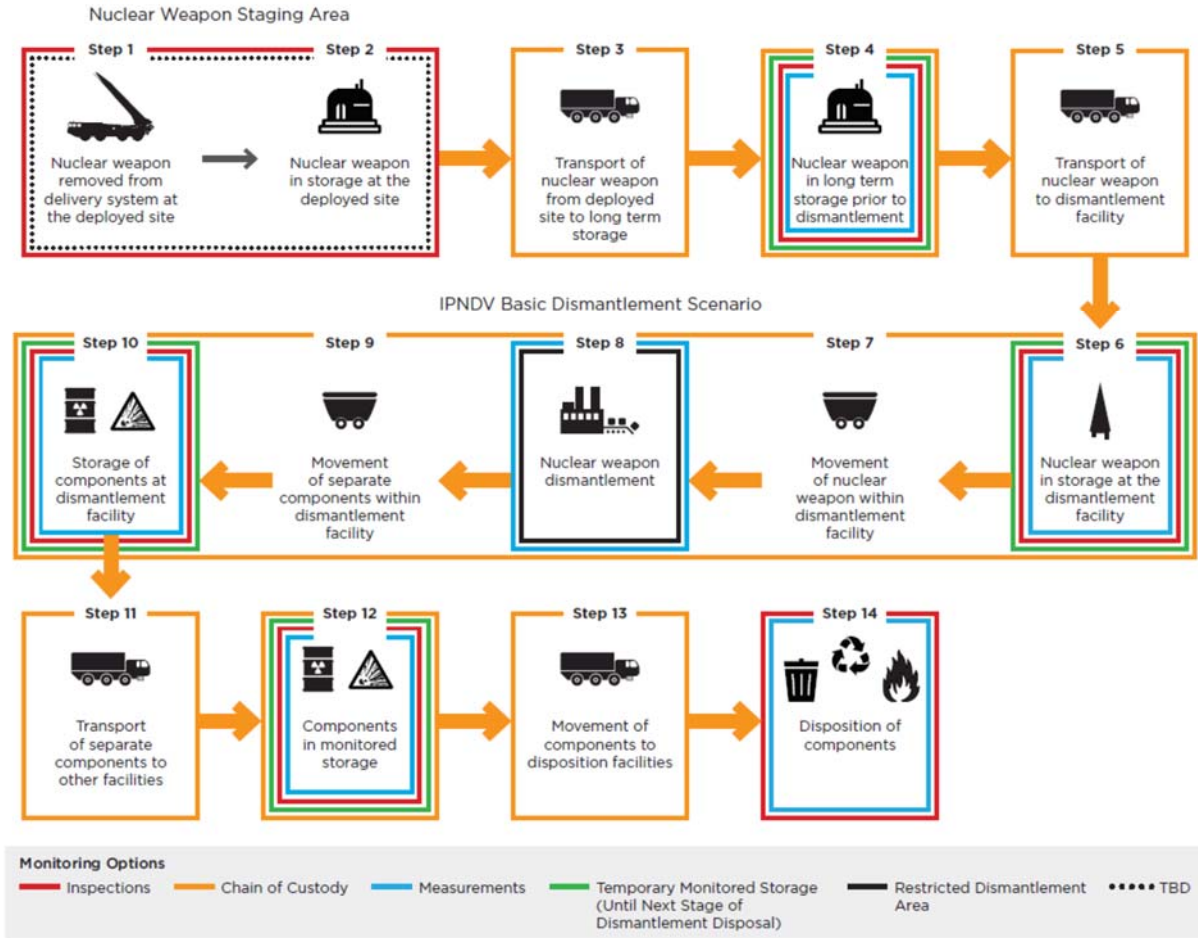 Nuclear Weapon Staging Area
Step 1
Nuclear weapon
removed from
delivery system at
the deployed site
Step 2
Nuclear weapon
in storage at the
deployed site
Step 3
Transport of
nuclear weapon
from deployed
site to long term
storage
Step 4
Nuclear weapon
in long term
storage prior to
dismantlement
Step 5
Transport of
nuclear weapon
to dismantlement
facility
IPNDV Basic Dismantlement Scenario
Step 10
Storage of
components at
dismantlement
facility
Step 9
Movement
of separate
components within
dismantlement
facility
Step 8
Nuclear weapon
dismantlement
Step 7
Movement
of nuclear
weapon within
dismantlement
facility
Step 6
Nuclear weapon
in storage at the
dismantlement
facility
Step 11
Transport
of separate
components to
other facilities
Step 12
Components
in monitored
storage
Step 13
Movement of
components to
disposition facilities
Step 14
Disposition of
components
Monitoring Options
Inspections
Chain of Custody
Measurements
Temporary Monitored Storage
(Until Next Stage of
Dismantlement Disposal)
Restricted Dismantlement
Area
TBD